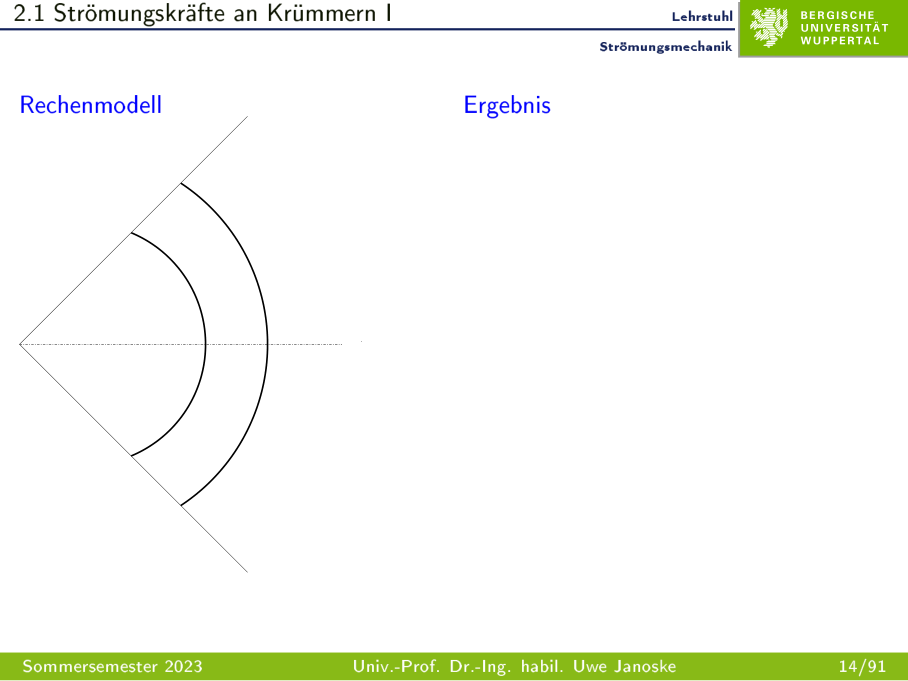 2.1 Strömungskräfte an Krümmern I
Lehrstuhl
Strömungsmechanik
BERGISCHE
UNIVERSITÄT
WUPPERTAL
Rechenmodell
Ergebnis
Sommersemester 2023
Univ.-Prof. Dr.-Ing. habil. Uwe Janoske
14/91